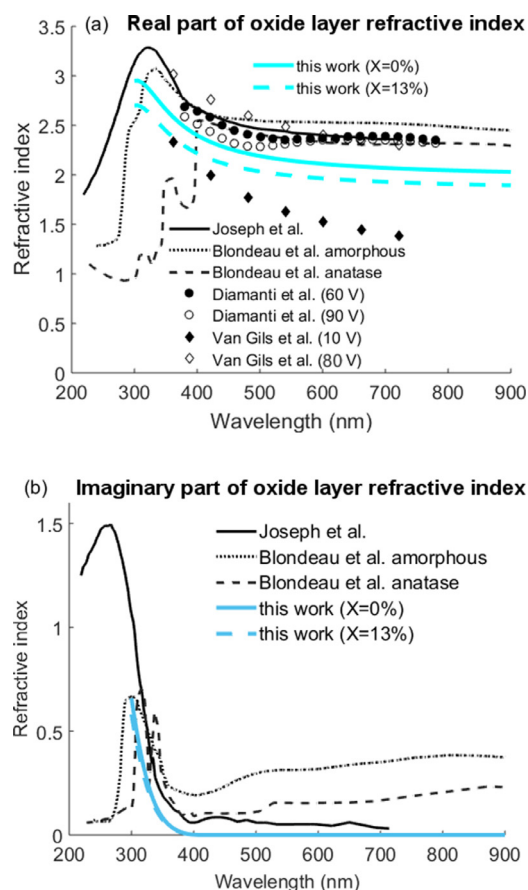 (a) Real part of oxide layer refractive index
3.5
3
2.5
2
1.5
1
0.5
0
Refractive index
this work (X=0%)
this work (X=13%)
Joseph et al.
Blondeau et al. amorphous
Blondeau et al. anatase
Diamanti et al. (60 V)
Diamanti et al. (90 V)
Van Gils et al. (10 V)
Van Gils et al. (80 V)
200 300 400 500 600 700 800 900
Wavelength (nm)
(b) Imaginary part of oxide layer refractive index
1.5
1
0.5
0
Refractive index
Joseph et al.
Blondeau et al. amorphous
Blondeau et al. anatase
this work (X=0%)
this work (X=13%)
200 300 400 500 600 700 800 900
Wavelength (nm)